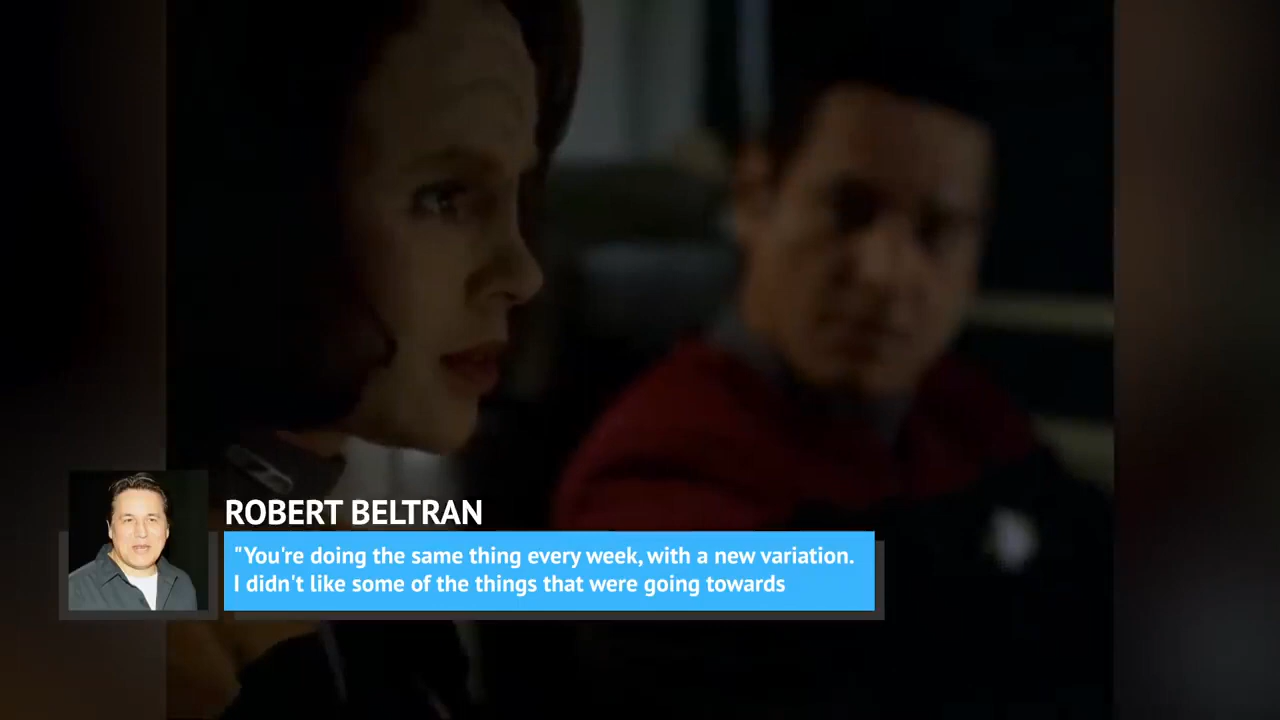 ROBERT BELTRAN
"You're doing the same thing every week, with a new variation.
I didn't like some of the things that were going towards